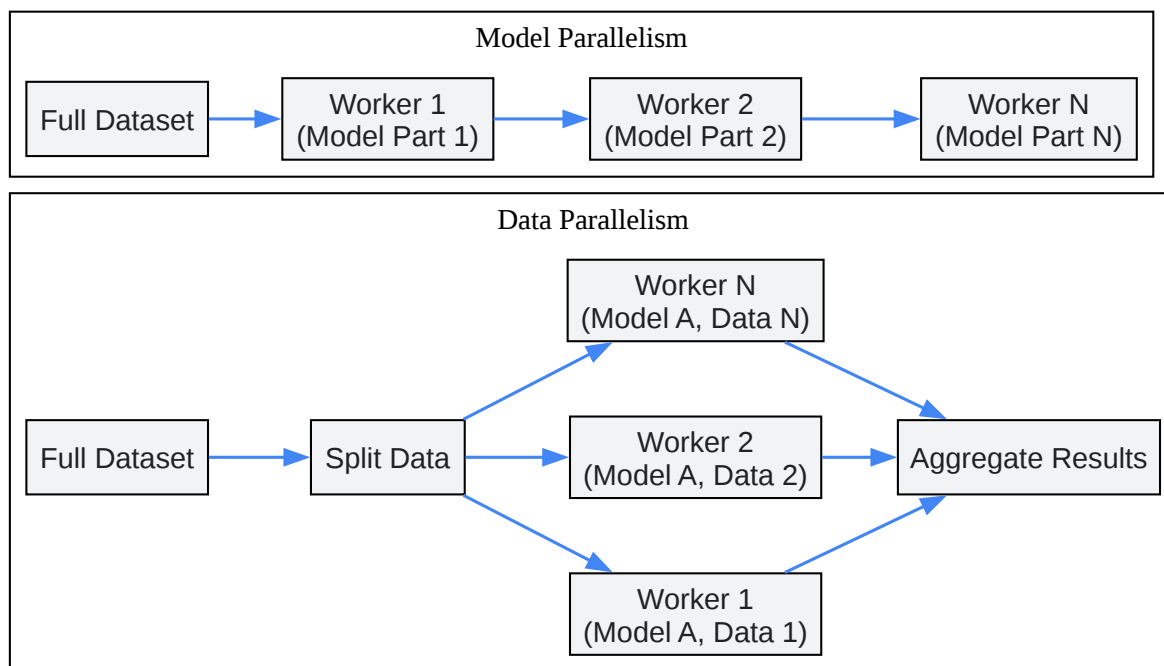 Model Parallelism
Full Dataset
Worker 1
(Model Part 1)
Worker 2
(Model Part 2)
Worker N
(Model Part N)
Data Parallelism
Worker N
(Model A, Data N)
Full Dataset
Split Data
Worker 2
(Model A, Data 2)
Aggregate Results
Worker 1
(Model A, Data 1)